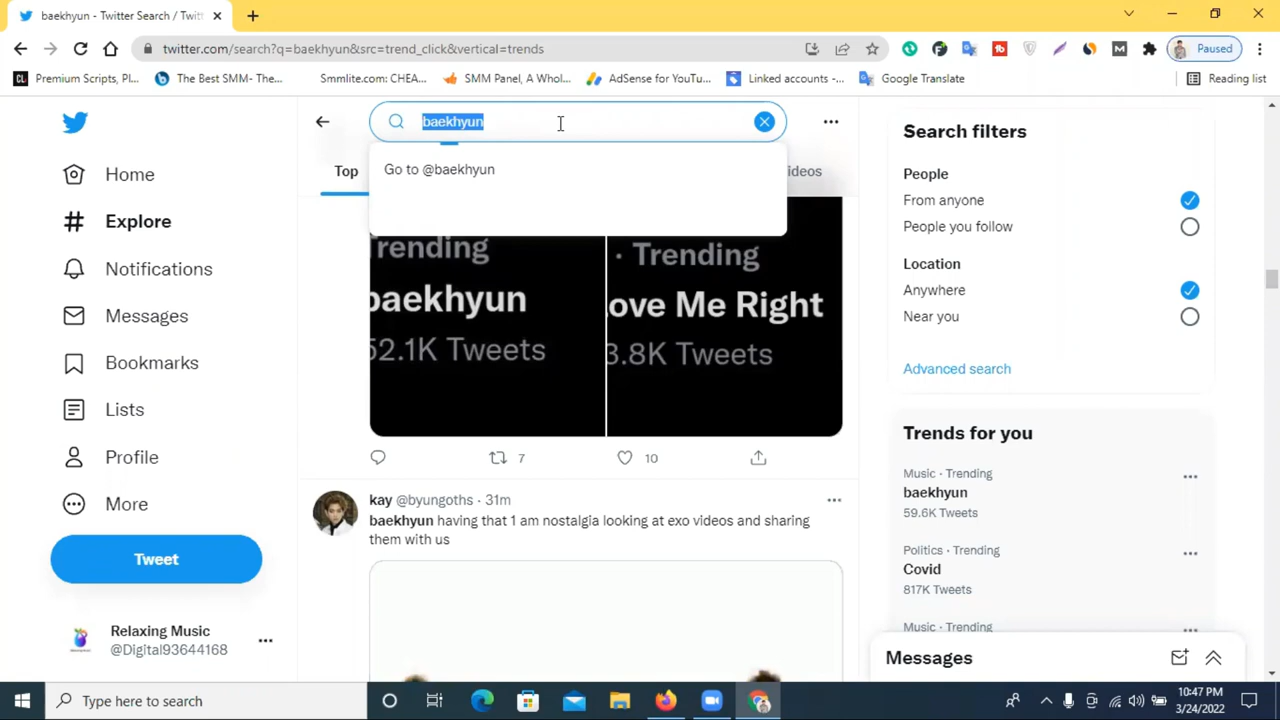 baekhyun - Twitter Search / Twitt
twitter.com/search?q=baekhyun&src=trend_click&vertical=trends
Paused
CL Premium Scripts, Pl...
The Best SMM- The...
Smmlite.com: CHEA...
SMM Panel, A Whol...
AdSense for YouTu...
Linked accounts -...
Google Translate
Reading list
baekhyun
Go to @baekhyun
Top
ideos
Home
Explore
Notifications
Messages
Bookmarks
Lists
Profile
More
Tweet
Relaxing Music
@Digital93644168
Trending
baekhyun
52.1K Tweets
· Trending
ove Me Right
3.8K Tweets
7
10
kay @byungoths · 31m
baekhyun having that 1 am nostalgia looking at exo videos and sharing
them with us
Search filters
People
From anyone
People you follow
Location
Anywhere
Near you
Advanced search
Trends for you
Music · Trending
baekhyun
59.6K Tweets
Politics · Trending
Covid
817K Tweets
Music · Trending
Messages
Type here to search
10:47 PM
3/24/2022